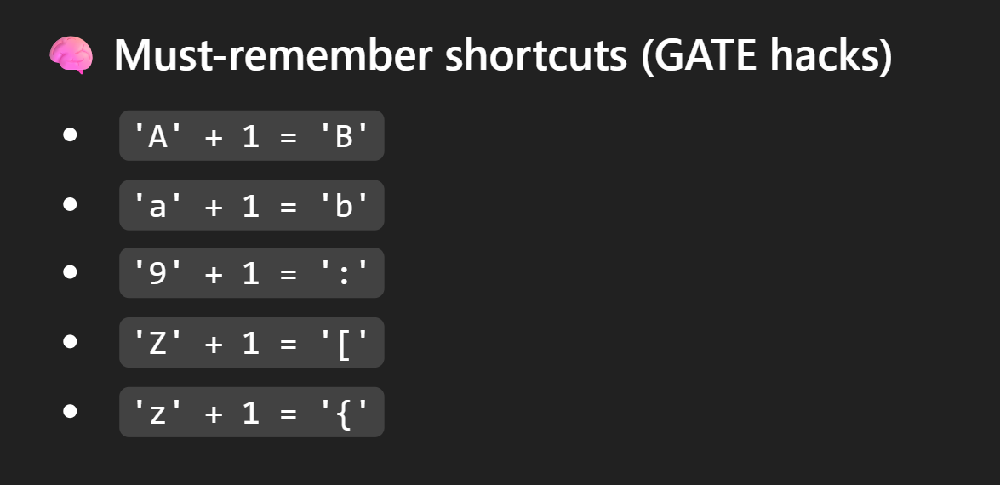 🧠 Must-remember shortcuts (GATE hacks)
• 'A' + 1 = 'B'
• 'a' + 1 = 'b'
• '9' + 1 = ':'
• 'Z' + 1 = '['
• 'z' + 1 = '{'